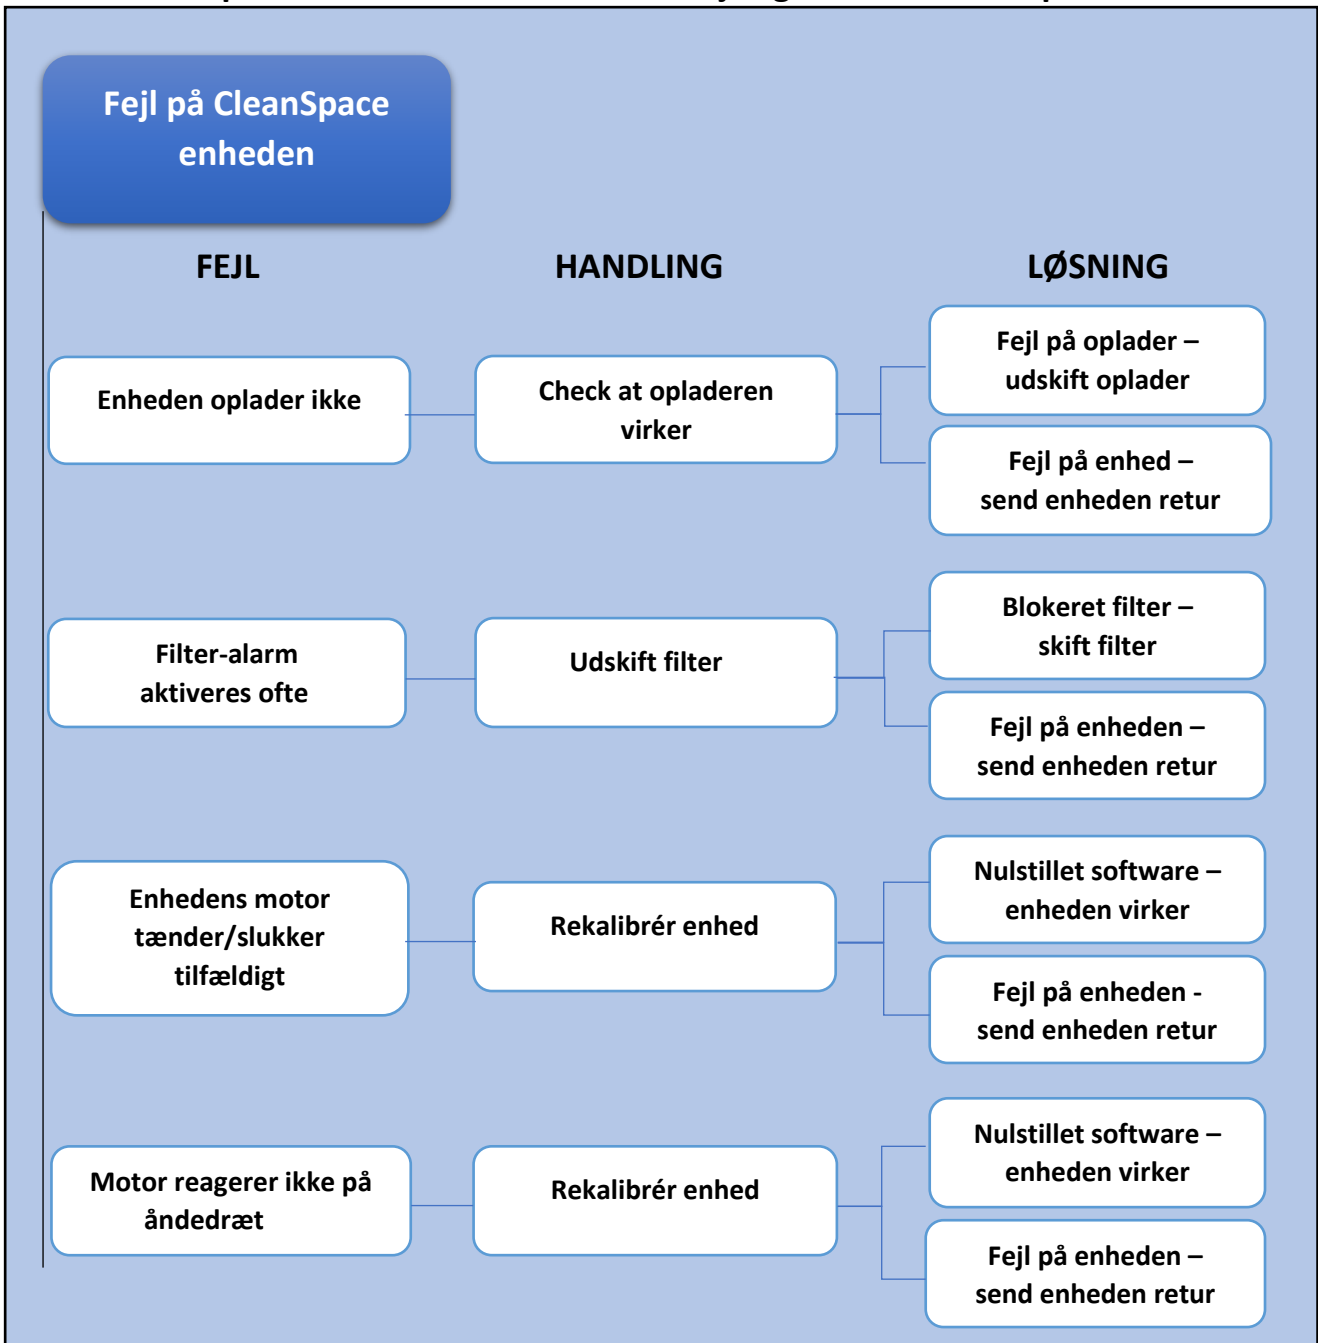 Fejl på CleanSpace
enheden
FEJL
HANDLING
LØSNING
Enheden oplader ikke
Check at opladeren
virker
Fejl på oplader –
udskift oplader
Fejl på enhed –
send enheden retur
Filter-alarm
aktiveres ofte
Udskift filter
Blokeret filter –
skift filter
Fejl på enheden –
send enheden retur
Enhedens motor
tænder/slukker
tilfældigt
Rekalibrér enhed
Nulstillet software –
enheden virker
Fejl på enheden -
send enheden retur
Motor reagerer ikke på
åndedræt
Rekalibrér enhed
Nulstillet software –
enheden virker
Fejl på enheden –
send enheden retur